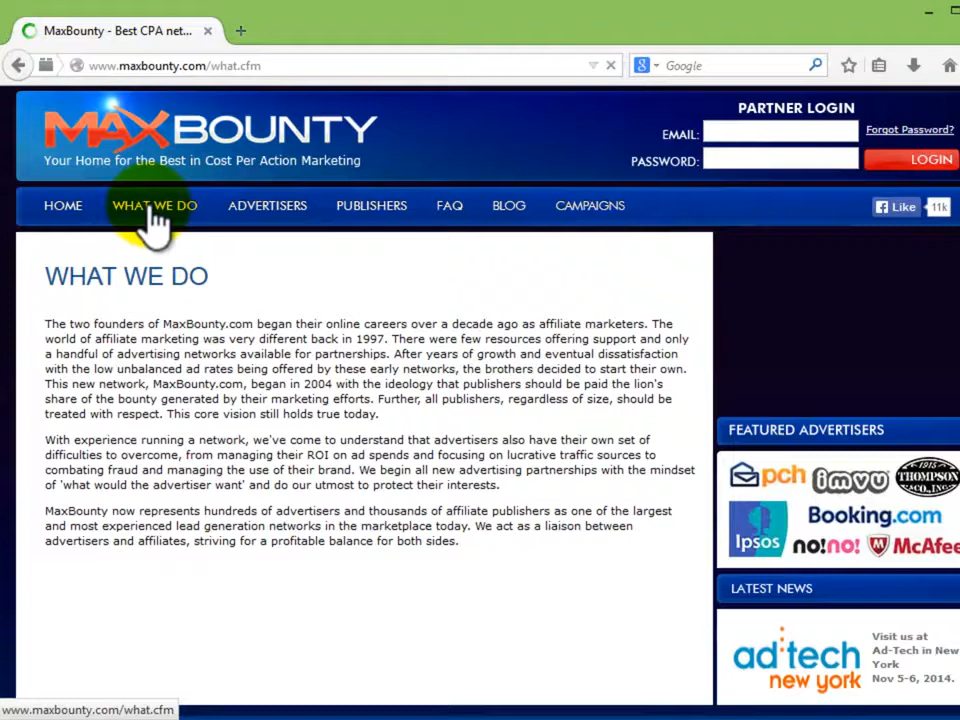 MaxBounty - Best CPA net...
www.maxbounty.com/what.cfm
Google
MAXBOUNTY
Your Home for the Best in Cost Per Action Marketing
PARTNER LOGIN
EMAIL:
Forgot Password?
PASSWORD:
LOGIN
HOME WHAT WE DO ADVERTISERS PUBLISHERS FAQ BLOG CAMPAIGNS
Like 11k
WHAT WE DO
The two founders of MaxBounty.com began their online careers over a decade ago as affiliate marketers. The
world of affiliate marketing was very different back in 1997. There were few resources offering support and only
a handful of advertising networks available for partnerships. After years of growth and eventual dissatisfaction
with the low unbalanced ad rates being offered by these early networks, the brothers decided to start their own.
This new network, MaxBounty.com, began in 2004 with the ideology that publishers should be paid the lion's
share of the bounty generated by their marketing efforts. Further, all publishers, regardless of size, should be
treated with respect. This core vision still holds true today.
With experience running a network, we've come to understand that advertisers also have their own set of
difficulties to overcome, from managing their ROI on ad spends and focusing on lucrative traffic sources to
combating fraud and managing the use of their brand. We begin all new advertising partnerships with the mindset
of 'what would the advertiser want' and do our utmost to protect their interests.
MaxBounty now represents hundreds of advertisers and thousands of affiliate publishers as one of the largest
and most experienced lead generation networks in the marketplace today. We act as a liaison between
advertisers and affiliates, striving for a profitable balance for both sides.
FEATURED ADVERTISERS
pch imvu ·1915· THOMPSON & CO., INC.
Ipsos Booking.com
no!no! McAfee
LATEST NEWS
ad:tech
new york
Visit us at
Ad-Tech in New
York
Nov 5-6, 2014.
www.maxbounty.com/what.cfm